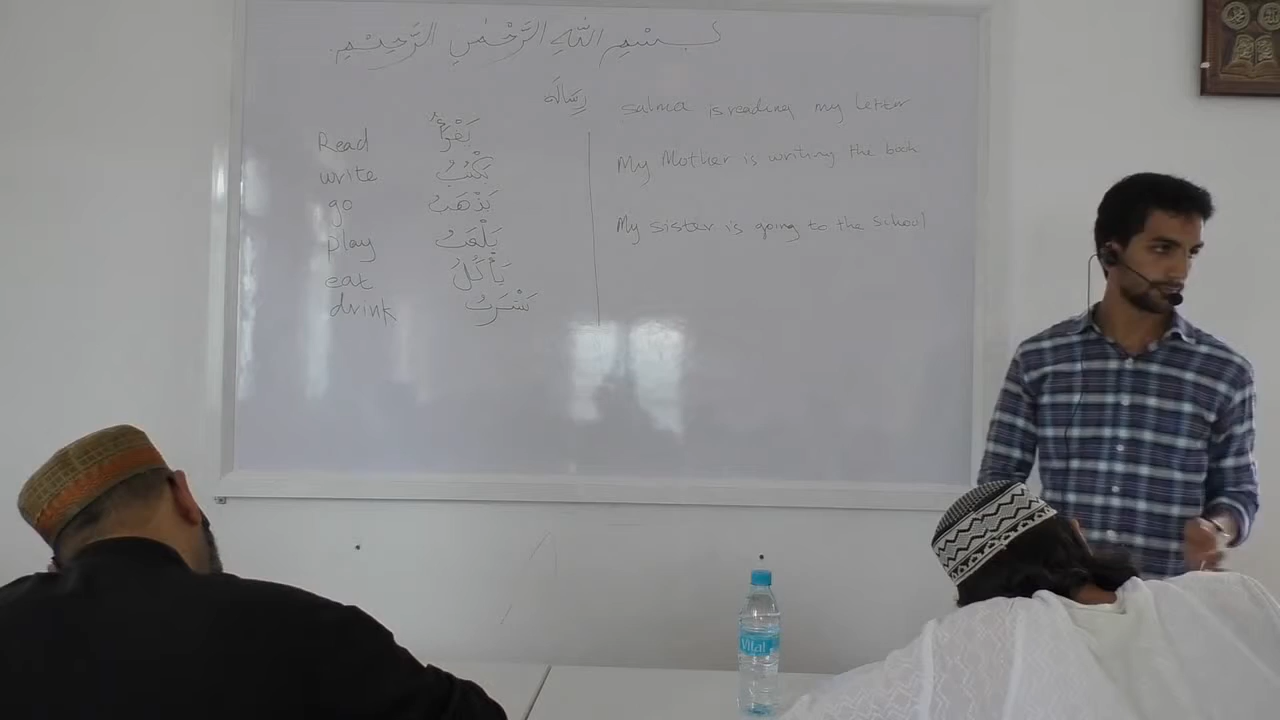 بِسْمِ اللهِ الرَّحْمٰنِ الرَّحِيْمِ
رِسَالَة
Salma is reading my letter
Read يَقْرَأُ
write يَكْتُبُ
go يَذْهَبُ
play يَلْعَبُ
eat يَأْكُلُ
drink يَشْرَبُ
My Mother is writing the book
My sister is going to the school
Vital